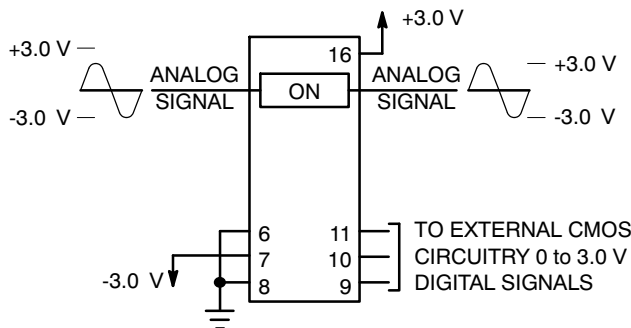 +3.0 V
+3.0 V
-3.0 V
ANALOG
SIGNAL
16
ON
ANALOG
SIGNAL
+3.0 V
-3.0 V
6
7
8
-3.0 V
11
10
9
TO EXTERNAL CMOS
CIRCUITRY 0 to 3.0 V
DIGITAL SIGNALS